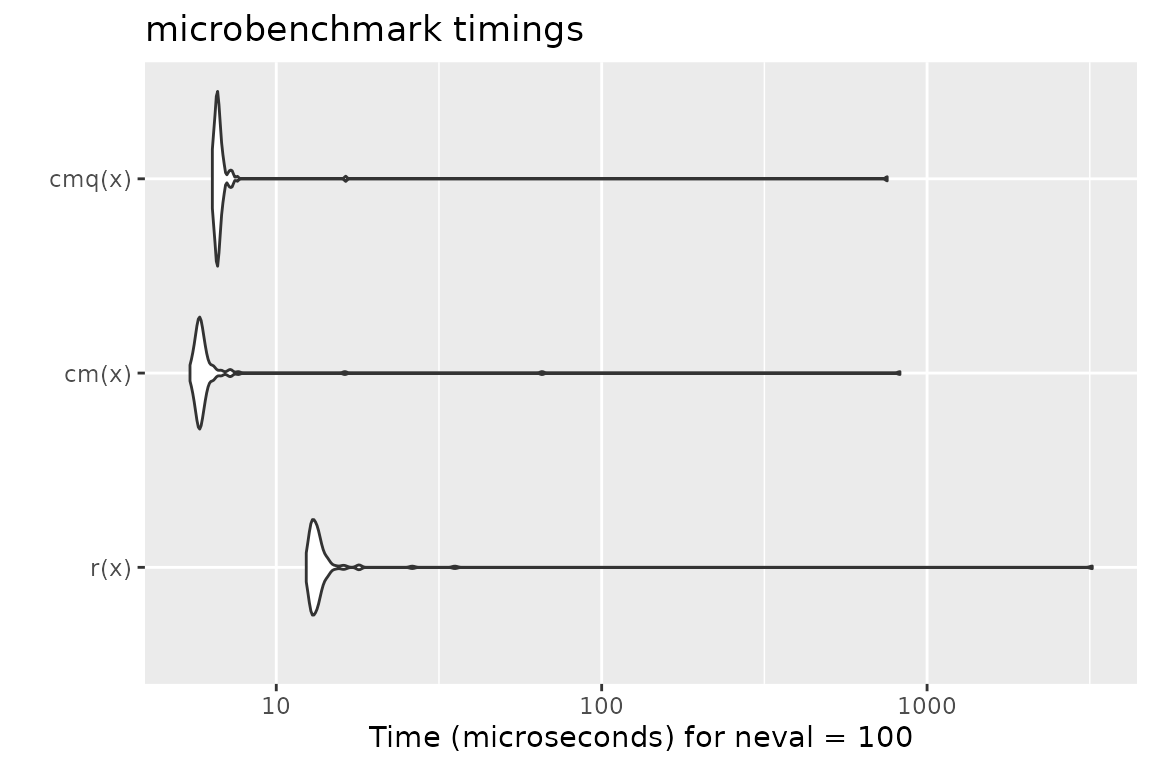 microbenchmark timings
cmq(x)
cm(x)
r(x)
10 100 1000
Time (microseconds) for neval = 100